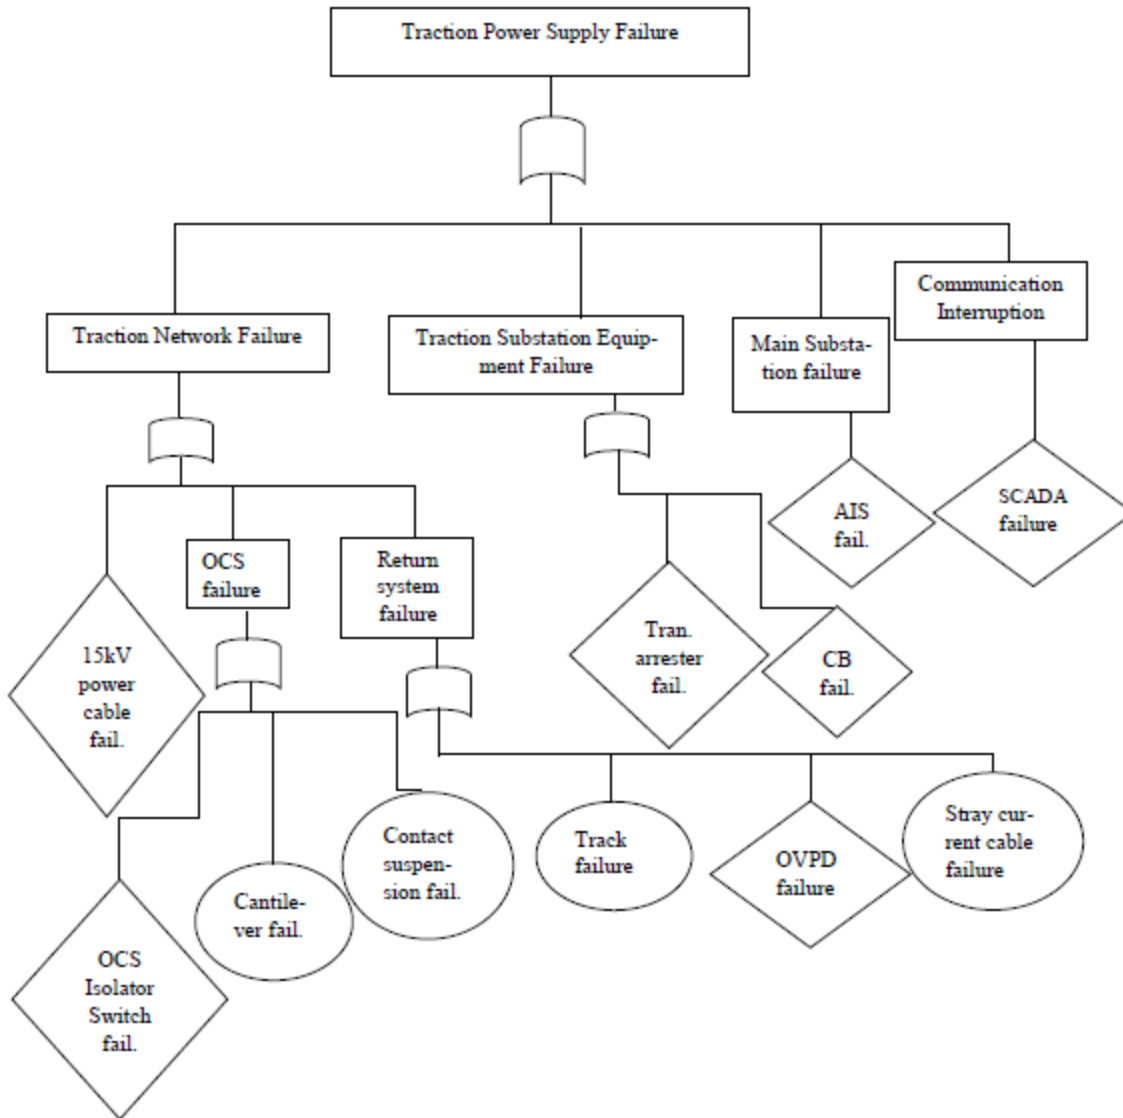 Traction Power Supply Failure
Communication
Interruption
Traction Network Failure
Traction Substation Equip-
ment Failure
Main Substa-
tion failure
AIS
fail.
SCADA
failure
OCS
failure
Return
system
failure
15kV
power
cable
fail.
Tran.
arrester
fail.
CB
fail.
Contact
suspen-
sion fail.
Track
failure
OVPD
failure
Stray cur-
rent cable
failure
Cantile-
ver fail.
OCS
Isolator
Switch
fail.